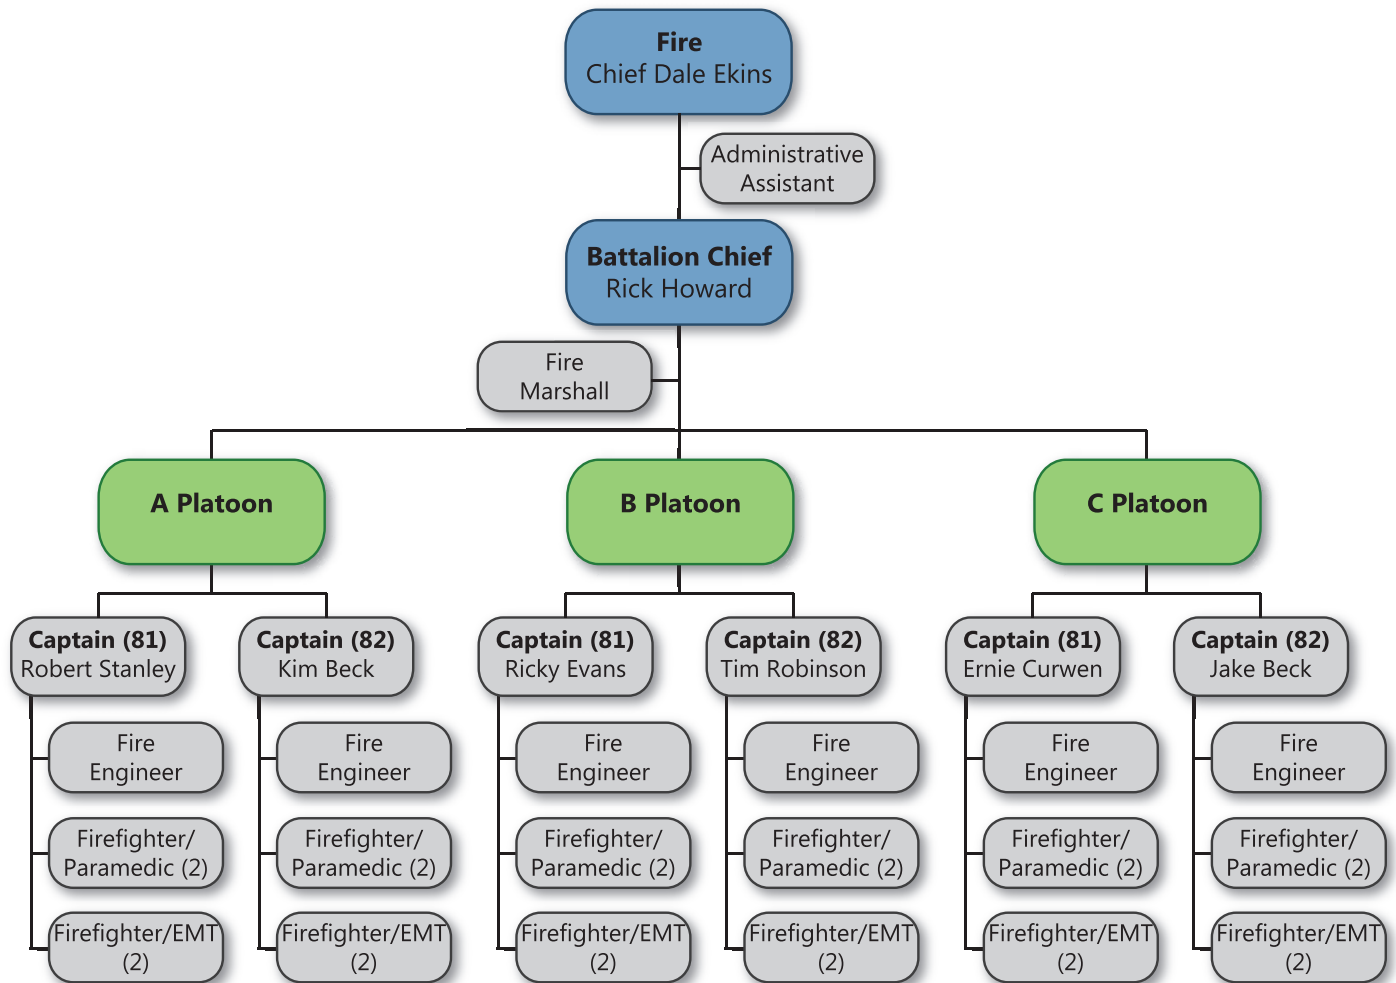 Fire
Chief Dale Ekins
Administrative
Assistant
Battalion Chief
Rick Howard
Fire
Marshall
A Platoon
B Platoon
C Platoon
Captain (81)
Robert Stanley
Captain (82)
Kim Beck
Captain (81)
Ricky Evans
Captain (82)
Tim Robinson
Captain (81)
Ernie Curwen
Captain (82)
Jake Beck
Fire
Engineer
Fire
Engineer
Fire
Engineer
Fire
Engineer
Fire
Engineer
Fire
Engineer
Firefighter/
Paramedic (2)
Firefighter/
Paramedic (2)
Firefighter/
Paramedic (2)
Firefighter/
Paramedic (2)
Firefighter/
Paramedic (2)
Firefighter/
Paramedic (2)
Firefighter/EMT
(2)
Firefighter/EMT
(2)
Firefighter/EMT
(2)
Firefighter/EMT
(2)
Firefighter/EMT
(2)
Firefighter/EMT
(2)